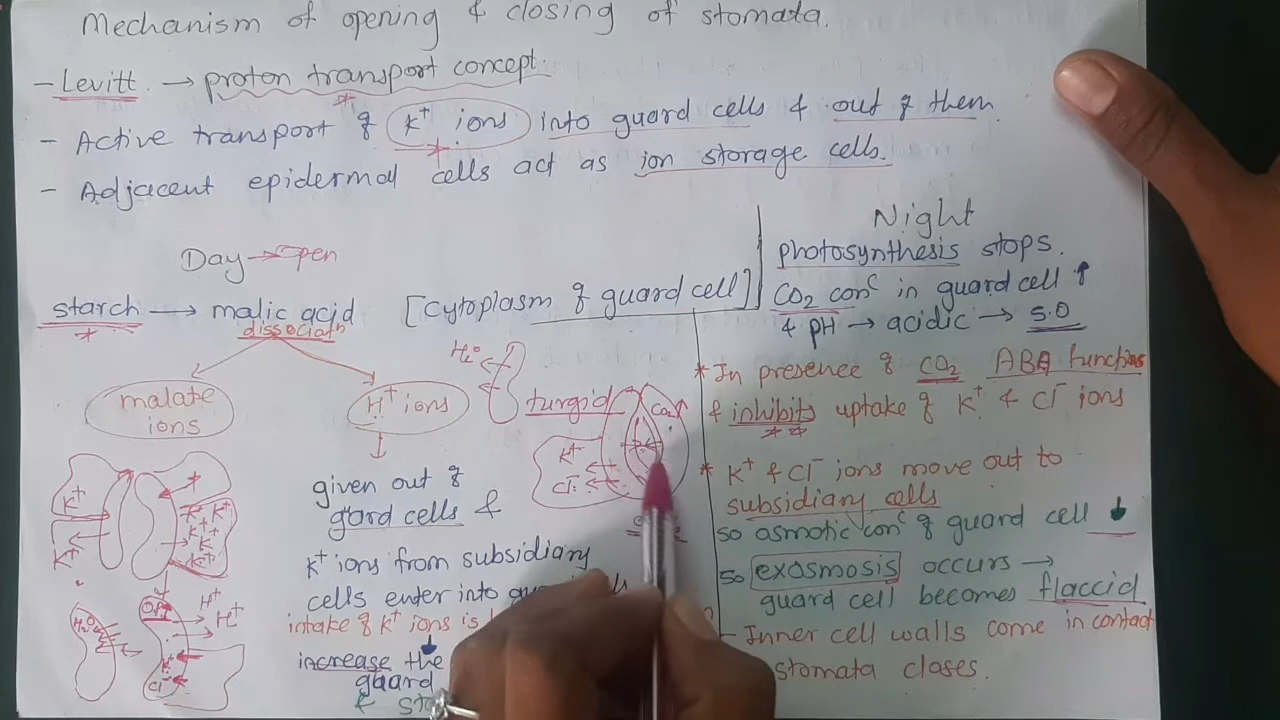 Mechanism of opening & closing of stomata.
- Levitt → proton transport concept.
- Active transport of K+ ions into guard cells & out of them.
- Adjacent epidermal cells act as ion storage cells.
Day → open
starch → malic acid [cytoplasm of guard cell]
dissociatn
malate ions
H+ ions
given out of
gard cells &
K+ ions from subsidiary
cells enter into
intake of K+ ions is
increase the
guard
H2O
turgid
CO2
K+
Cl-
K+
K+
K+
K+
K+
K+
K+
H2O
OP↑
H+
H+
K+
Cl-
Night
photosynthesis stops.
CO2 conc in guard cell ↑
& pH → acidic → 5.0
* In presence of CO2 ABA functions
& inhibits uptake of K+ & Cl- ions
* K+ & Cl- ions move out to
subsidiary cells
so osmotic conc of guard cell ↓
so exosmosis occurs →
guard cell becomes flaccid
- Inner cell walls come in contact
stomata closes.